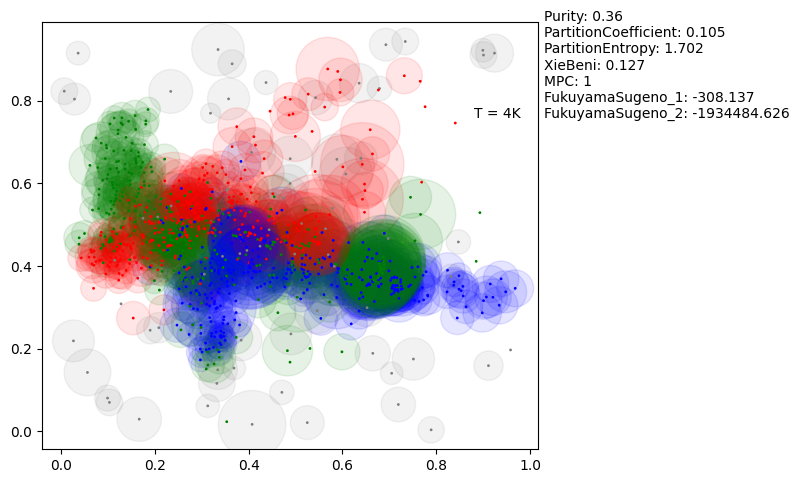 Purity: 0.36
PartitionCoefficient: 0.105
PartitionEntropy: 1.702
XieBeni: 0.127
MPC: 1
FukuyamaSugeno_1: -308.137
FukuyamaSugeno_2: -1934484.626
T = 4K
0.8
0.6
0.4
0.2
0.0
0.0 0.2 0.4 0.6 0.8 1.0